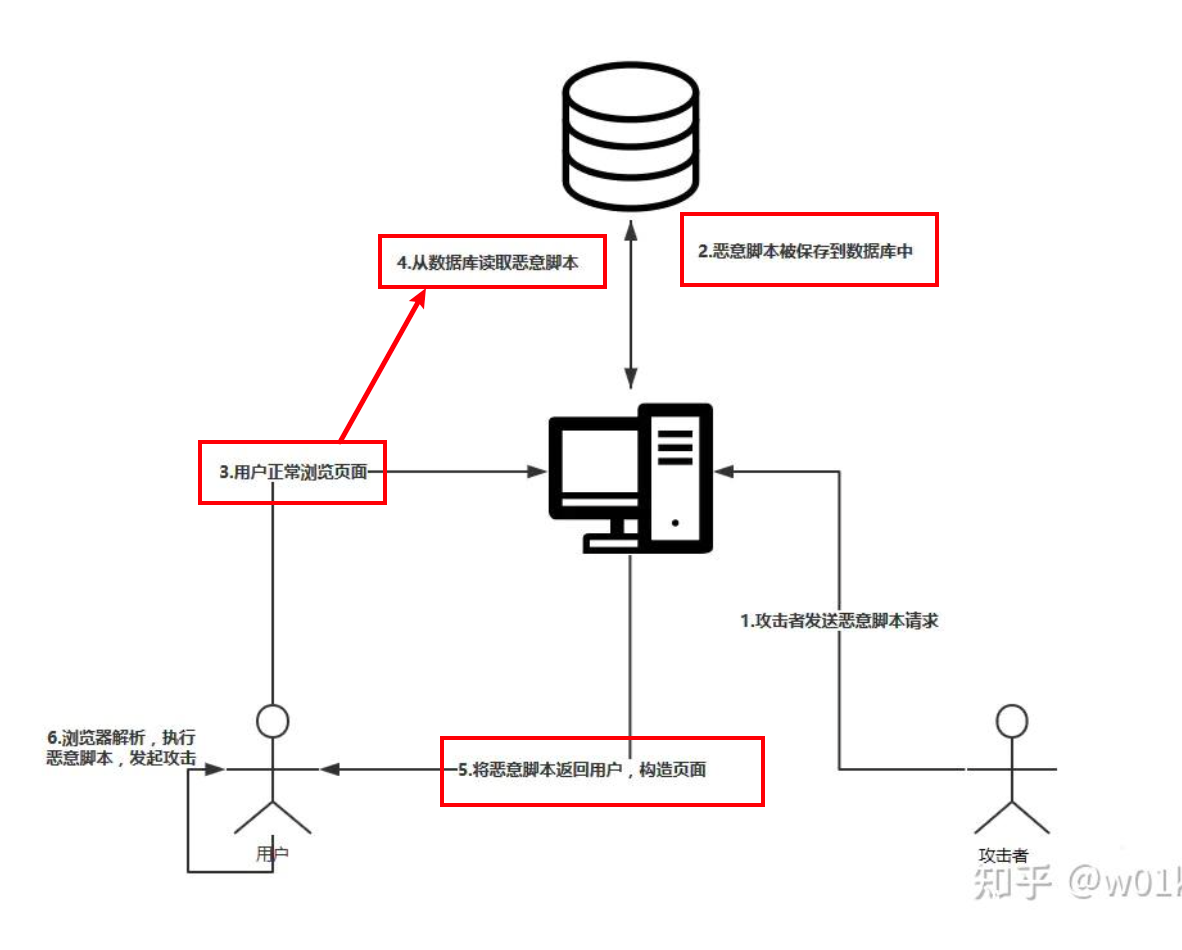 2.恶意脚本被保存到数据库中
4.从数据库读取恶意脚本
3.用户正常浏览页面
1.攻击者发送恶意脚本请求
6.浏览器解析，执行
恶意脚本，发起攻击
5.将恶意脚本返回用户，构造页面
用户
攻击者
知乎 @w01k